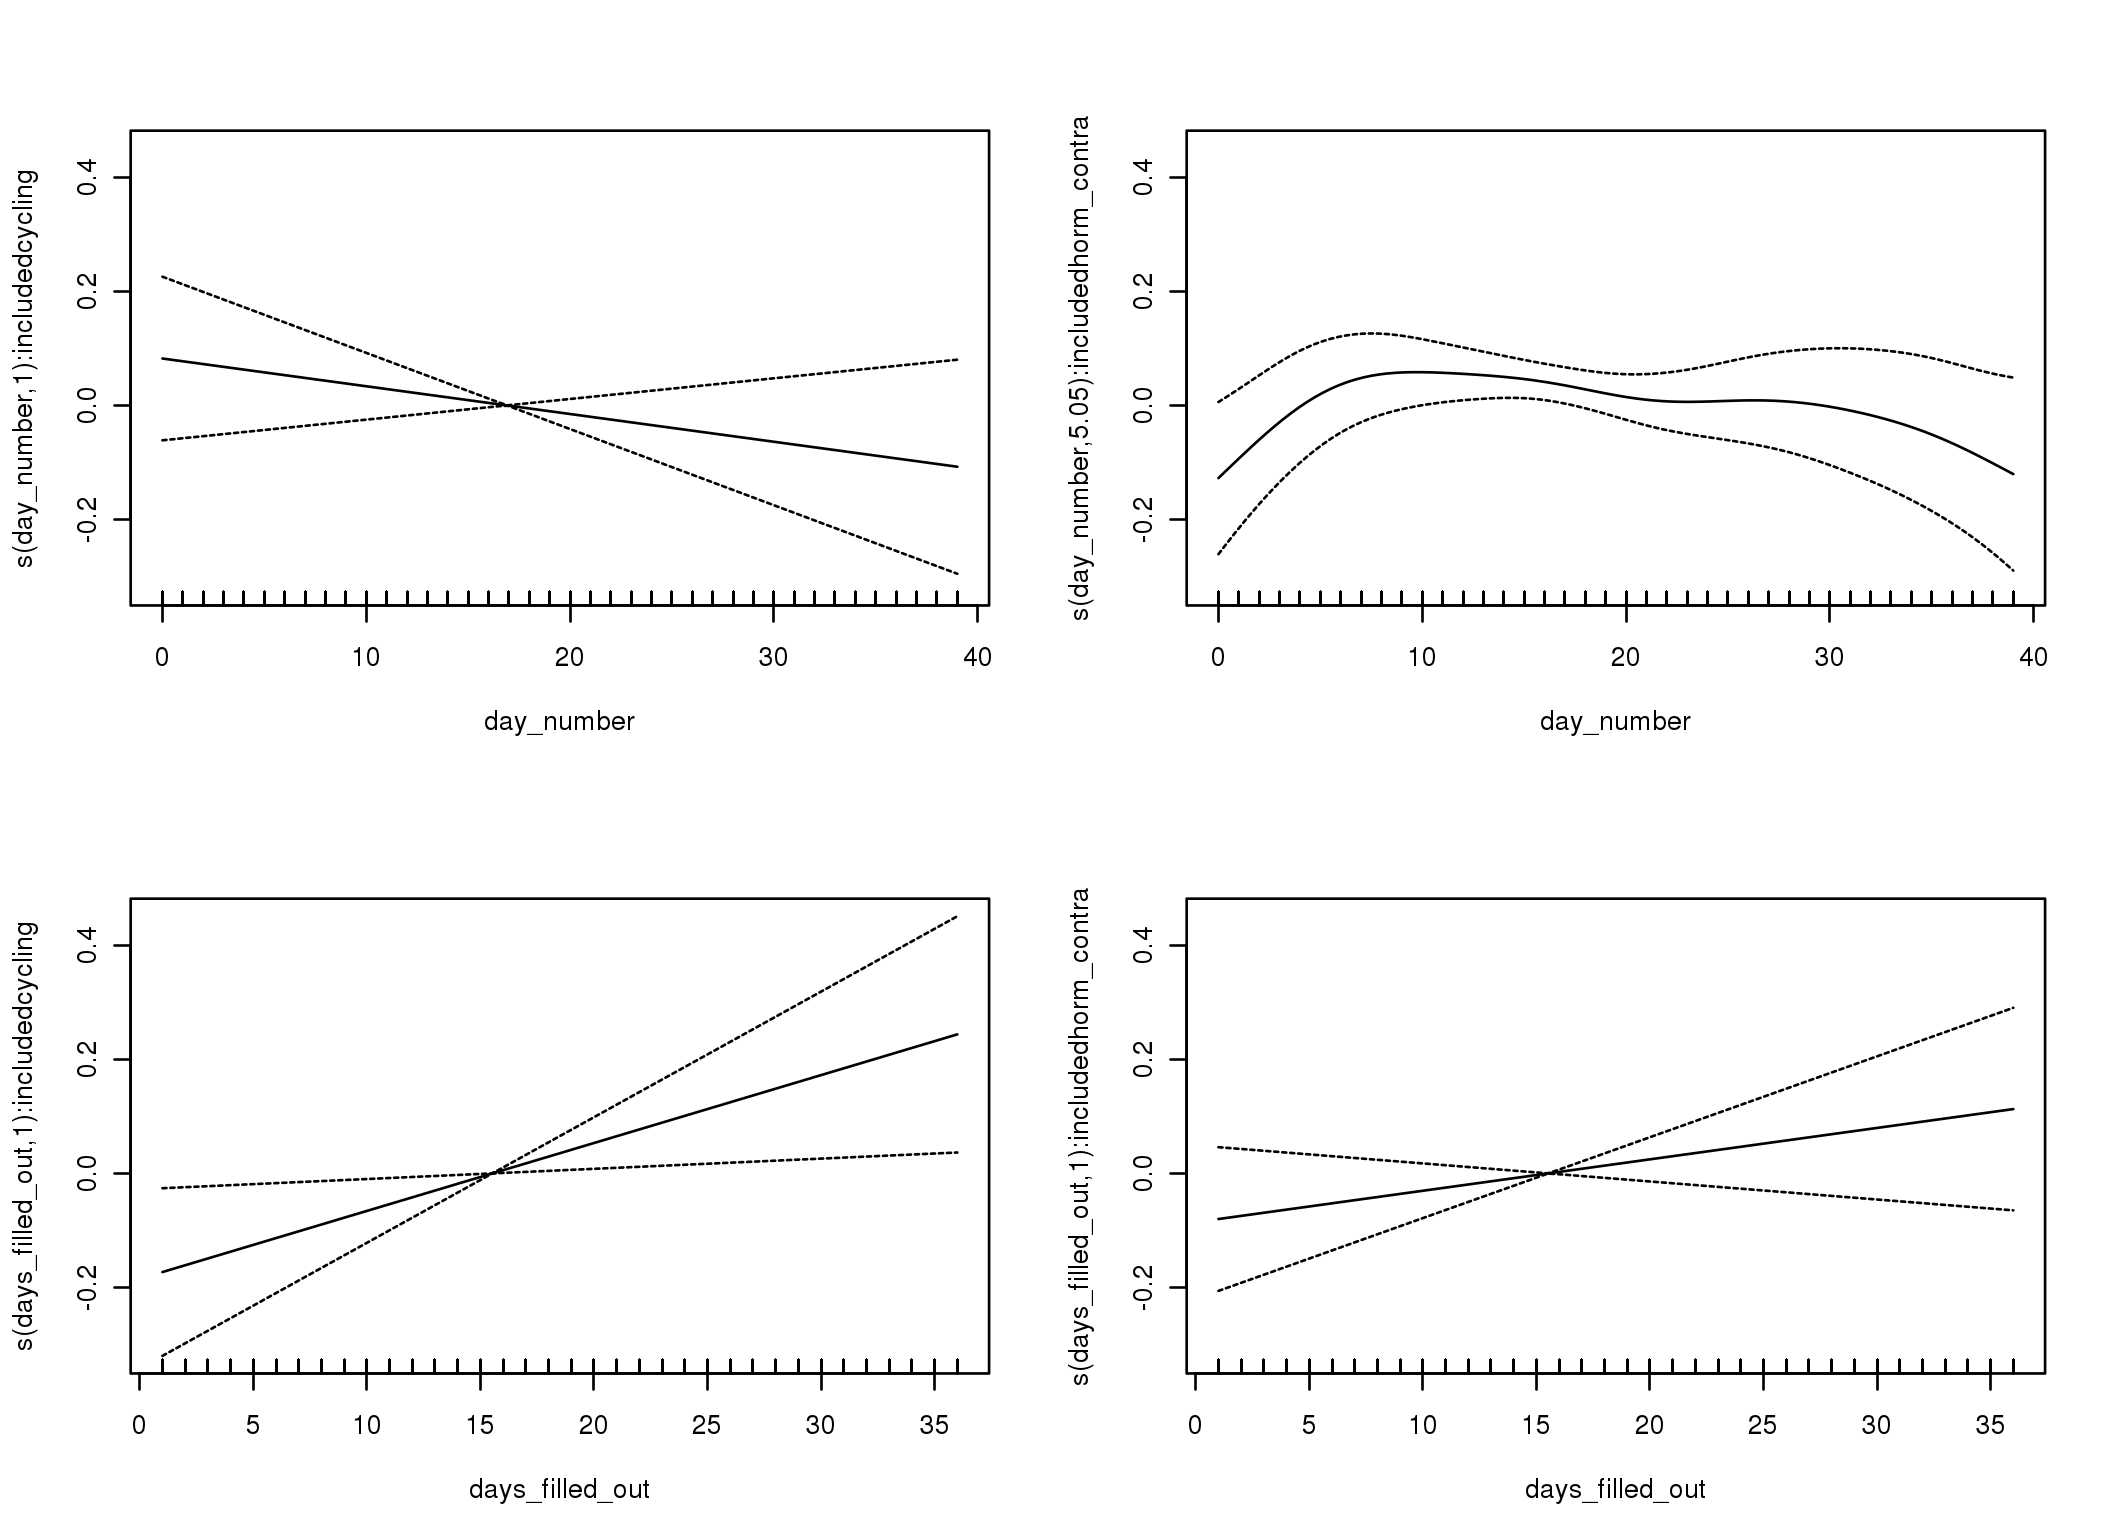 s(day_number,1):includedcycling
0.4
0.2
0.0
-0.2
0 10 20 30 40
day_number
s(day_number,5.05):includedhorm_contra
0.4
0.2
0.0
-0.2
0 10 20 30 40
day_number
s(days_filled_out,1):includedcycling
0.4
0.2
0.0
-0.2
0 5 10 15 20 25 30 35
days_filled_out
s(days_filled_out,1):includedhorm_contra
0.4
0.2
0.0
-0.2
0 5 10 15 20 25 30 35
days_filled_out